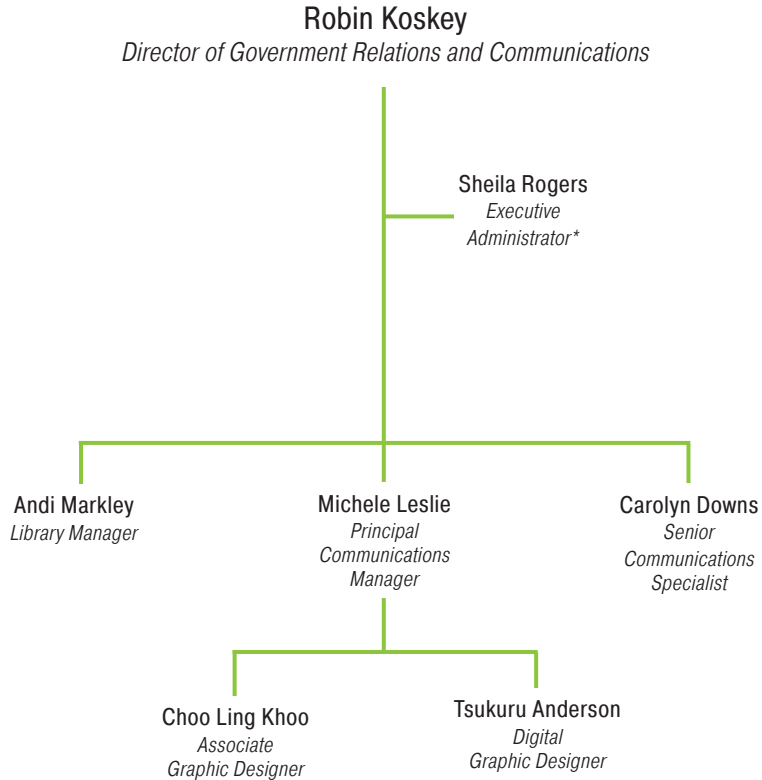 Robin Koskey
Director of Government Relations and Communications
Sheila Rogers
Executive
Administrator*
Andi Markley
Library Manager
Michele Leslie
Principal
Communications
Manager
Carolyn Downs
Senior
Communications
Specialist
Choo Ling Khoo
Associate
Graphic Designer
Tsukuru Anderson
Digital
Graphic Designer